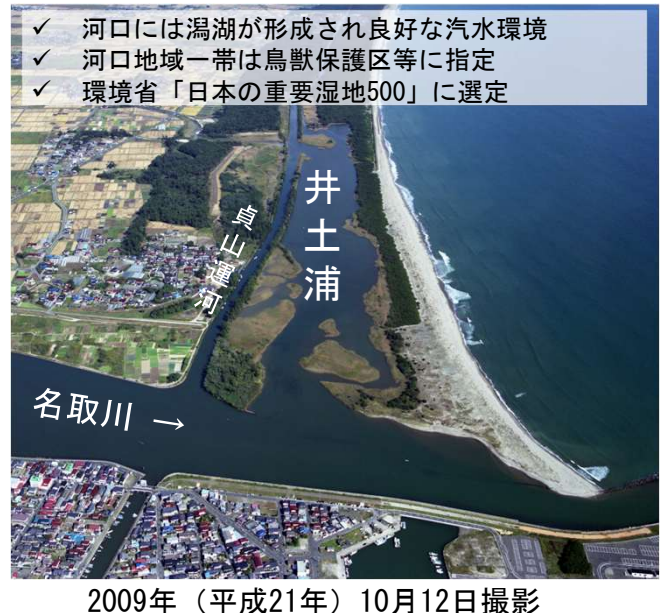 ✓ 河口には潟湖が形成され良好な汽水環境
✓ 河口地域一帯は鳥獣保護区等に指定
✓ 環境省「日本の重要湿地500」に選定
井土浦
貞山運河
名取川 →
2009年（平成21年）10月12日撮影